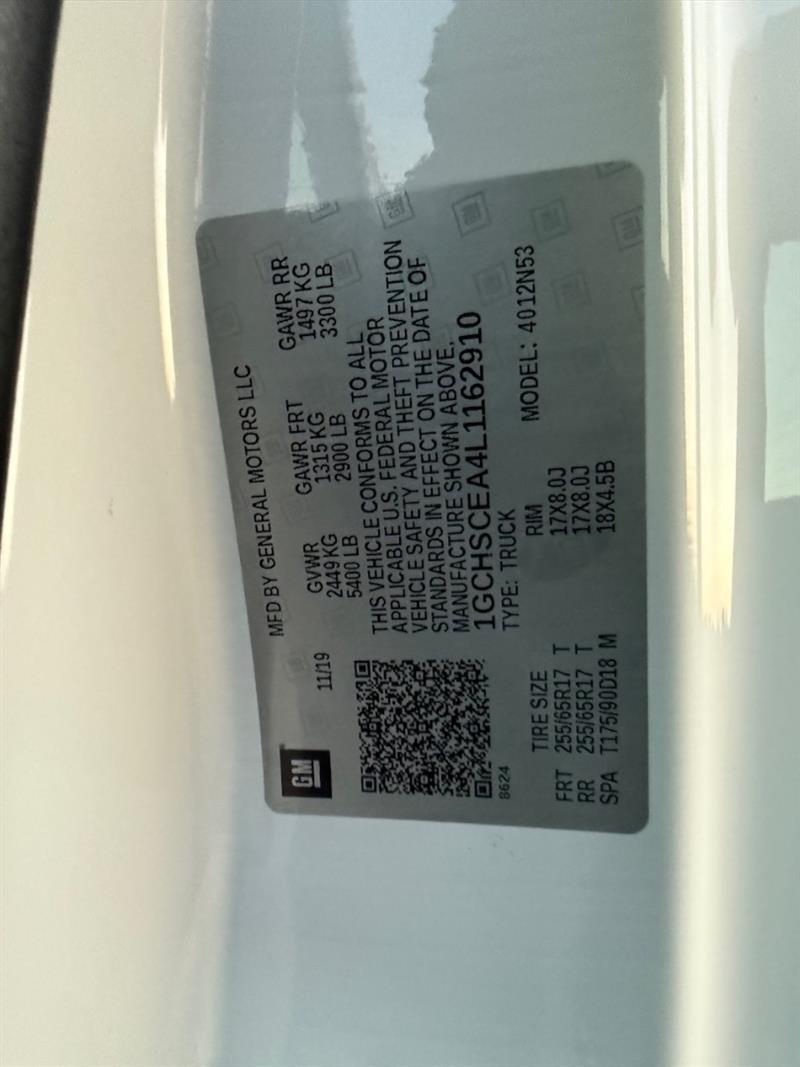 GM
MFD BY GENERAL MOTORS LLC
11/19
GVWR GAWR FRT GAWR RR
2449 KG 1315 KG 1497 KG
5400 LB 2900 LB 3300 LB
THIS VEHICLE CONFORMS TO ALL
APPLICABLE U.S. FEDERAL MOTOR
VEHICLE SAFETY AND THEFT PREVENTION
STANDARDS IN EFFECT ON THE DATE OF
MANUFACTURE SHOWN ABOVE.
1GCHSCEA4L1162910
8624
TYPE: TRUCK MODEL: 4012N53
TIRE SIZE RIM
FRT 255/65R17 T 17X8.0J
RR 255/65R17 T 17X8.0J
SPA T175/90D18 M 18X4.5B